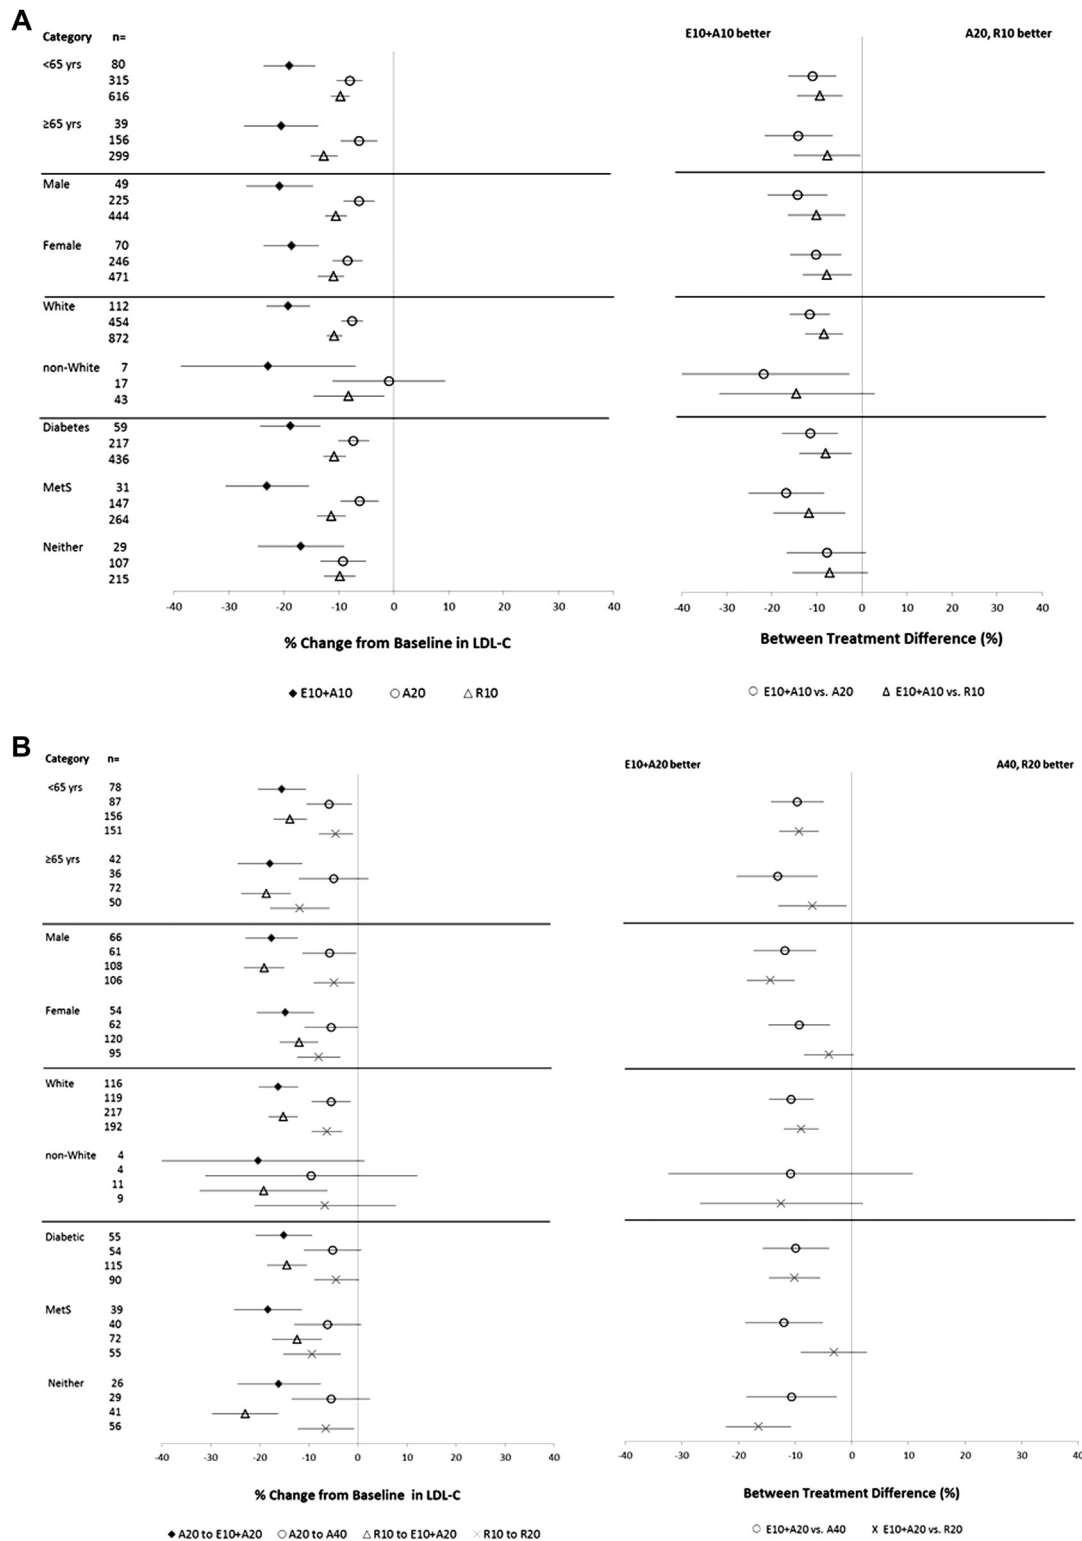 A
Category n=
E10+A10 better A20, R10 better
<65 yrs 80
315
616
≥65 yrs 39
156
299
Male 49
225
444
Female 70
246
471
White 112
454
872
non-White 7
17
43
Diabetes 59
217
436
MetS 31
147
264
Neither 29
107
215
-40 -30 -20 -10 0 10 20 30 40
-40 -30 -20 -10 0 10 20 30 40
% Change from Baseline in LDL-C
Between Treatment Difference (%)
E10+A10 A20 R10
E10+A10 vs. A20 E10+A10 vs. R10
B
Category n=
E10+A20 better A40, R20 better
<65 yrs 78
87
156
151
≥65 yrs 42
36
72
50
Male 66
61
108
106
Female 54
62
120
95
White 116
119
217
192
non-White 4
4
11
9
Diabetic 55
54
115
90
MetS 39
40
72
55
Neither 26
29
41
56
-40 -30 -20 -10 0 10 20 30 40
-40 -30 -20 -10 0 10 20 30 40
% Change from Baseline in LDL-C
Between Treatment Difference (%)
A20 to E10+A20 A20 to A40 R10 to E10+A20 R10 to R20
E10+A20 vs. A40 X E10+A20 vs. R20